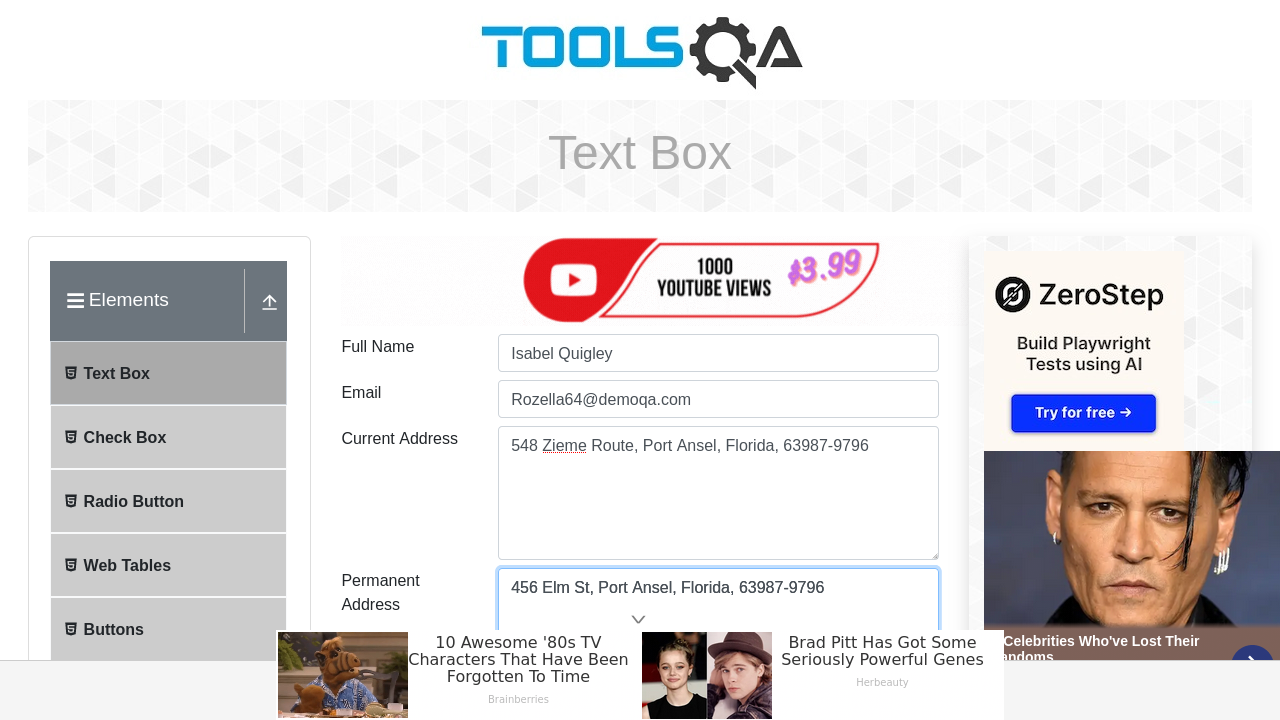 TOOLSQA
Text Box
Elements
Text Box
Check Box
Radio Button
Web Tables
Buttons
1000
YOUTUBE VIEWS
$3.99
Full Name
Isabel Quigley
Email
Rozella64@demoqa.com
Current Address
548 Zieme Route, Port Ansel, Florida, 63987-9796
Permanent
Address
456 Elm St, Port Ansel, Florida, 63987-9796
ZeroStep
Build Playwright
Tests using AI
Try for free →
Celebrities Who've Lost Their
10 Awesome '80s TV
Characters That Have Been
Forgotten To Time
Brainberries
Brad Pitt Has Got Some
Seriously Powerful Genes
Herbeauty